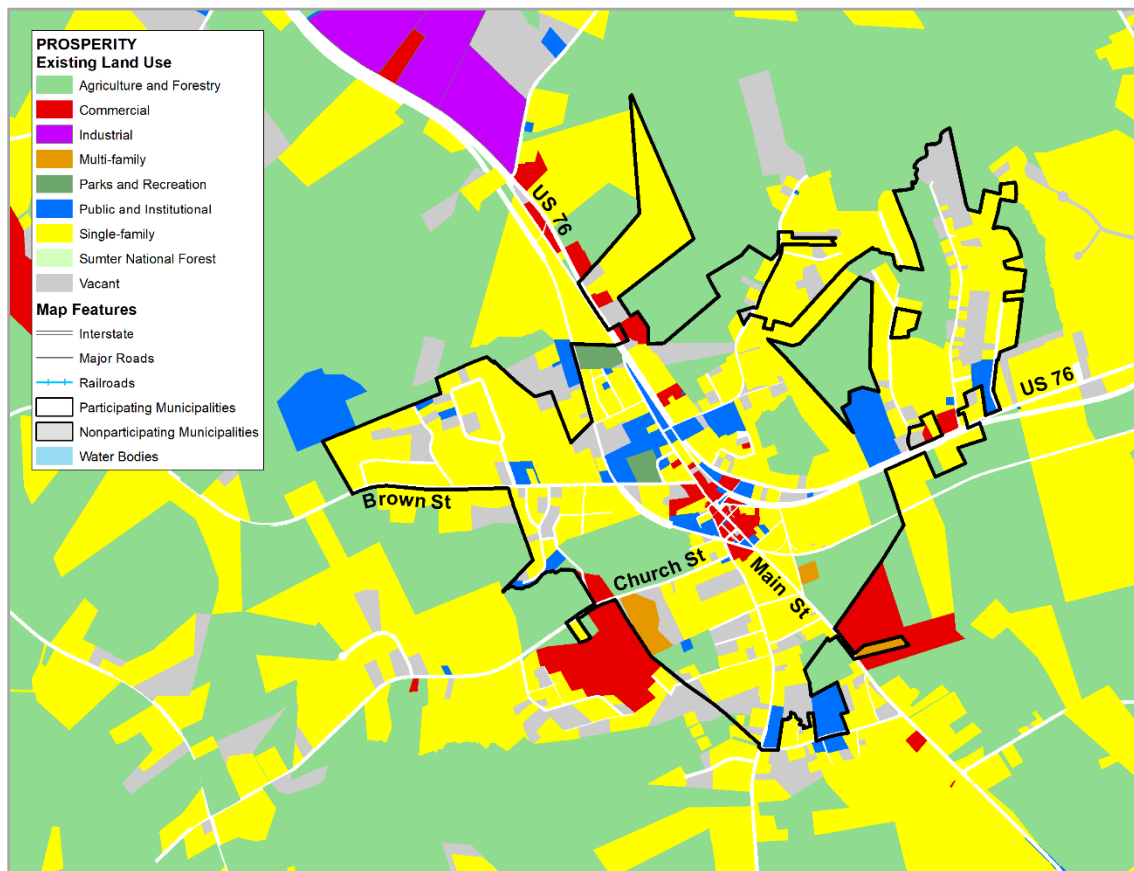 PROSPERITY
Existing Land Use
Agriculture and Forestry
Commercial
Industrial
Multi-family
Parks and Recreation
Public and Institutional
Single-family
Sumter National Forest
Vacant
Map Features
Interstate
Major Roads
Railroads
Participating Municipalities
Nonparticipating Municipalities
Water Bodies
US 76
US 76
Brown St
Church St
Main St